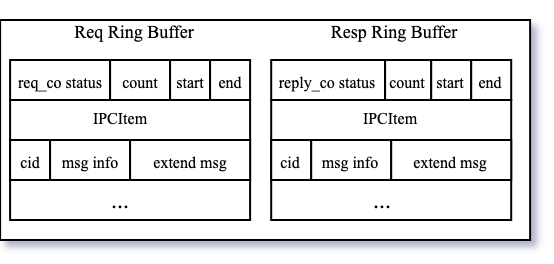 Req Ring Buffer
req_co status count start end
IPCItem
cid msg info extend msg
...
Resp Ring Buffer
reply_co status count start end
IPCItem
cid msg info extend msg
...